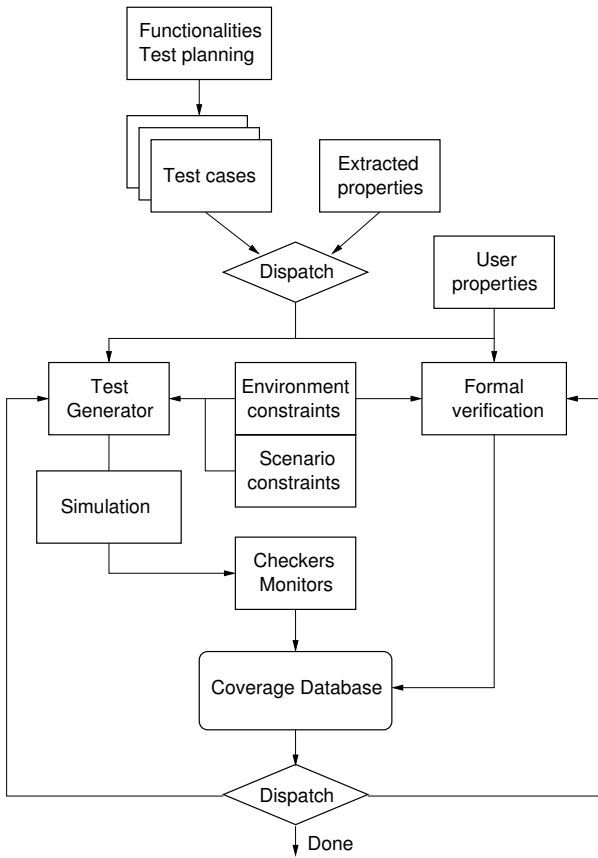 Functionalities
Test planning
Test cases
Extracted
properties
Dispatch
User
properties
Test
Generator
Environment
constraints
Formal
verification
Scenario
constraints
Simulation
Checkers
Monitors
Coverage Database
Dispatch
Done